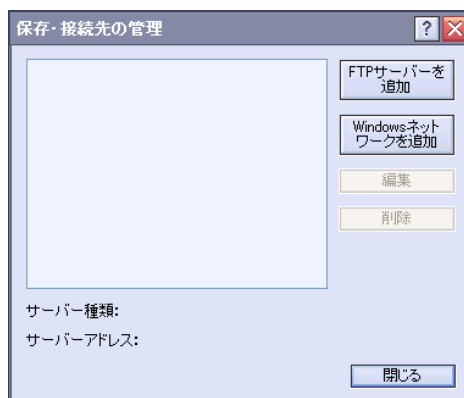 保存・接続先の管理
?
FTPサーバーを
追加
Windowsネット
ワークを追加
編集
削除
サーバー種類:
サーバーアドレス:
閉じる